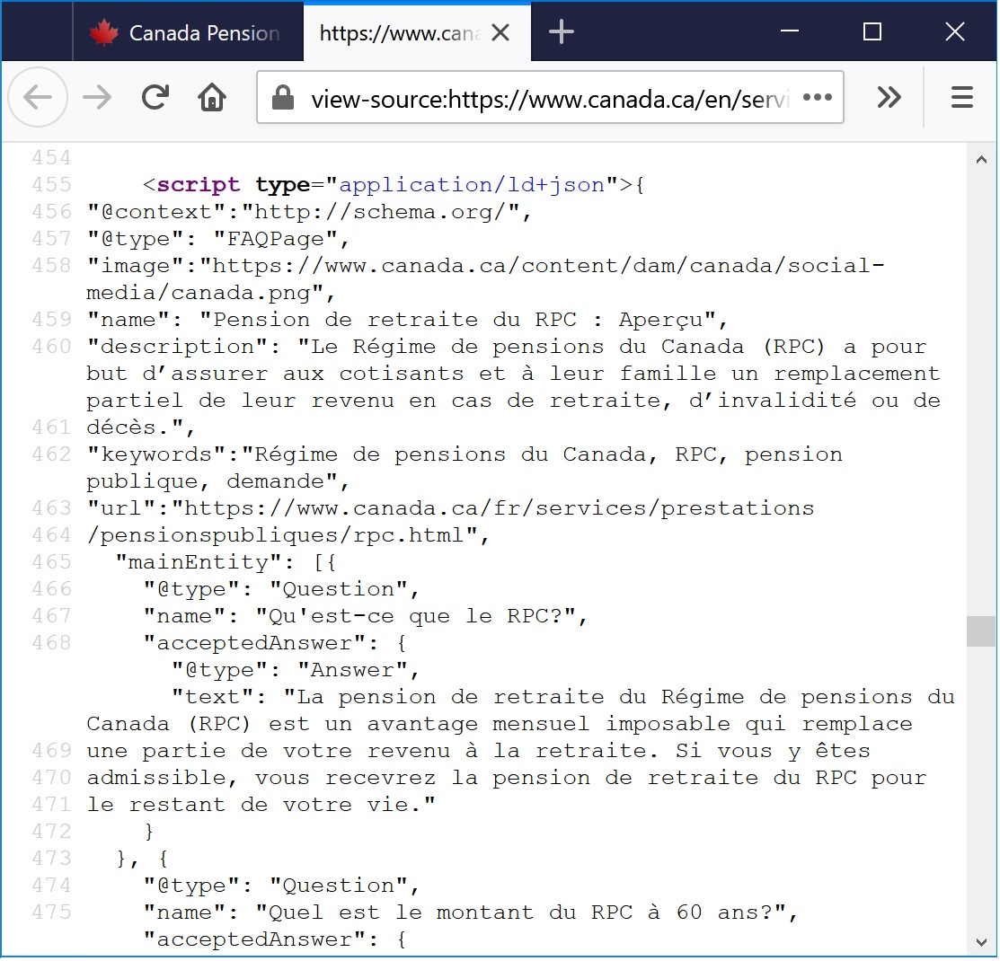 Canada Pension
https://www.cana
view-source:https://www.canada.ca/en/servi
454
455 <script type="application/ld+json">{
456 "@context":"http://schema.org/",
457 "@type": "FAQPage",
458 "image":"https://www.canada.ca/content/dam/canada/social-
media/canada.png",
459 "name": "Pension de retraite du RPC : Aperçu",
460 "description": "Le Régime de pensions du Canada (RPC) a pour
but d’assurer aux cotisants et à leur famille un remplacement
partiel de leur revenu en cas de retraite, d’invalidité ou de
461 décès.",
462 "keywords":"Régime de pensions du Canada, RPC, pension
publique, demande",
463 "url":"https://www.canada.ca/fr/services/prestations
464 /pensionspubliques/rpc.html",
465 "mainEntity": [{
466 "@type": "Question",
467 "name": "Qu'est-ce que le RPC?",
468 "acceptedAnswer": {
"@type": "Answer",
"text": "La pension de retraite du Régime de pensions du
Canada (RPC) est un avantage mensuel imposable qui remplace
469 une partie de votre revenu à la retraite. Si vous y êtes
470 admissible, vous recevrez la pension de retraite du RPC pour
471 le restant de votre vie."
472 }
473 }, {
474 "@type": "Question",
475 "name": "Quel est le montant du RPC à 60 ans?",
"acceptedAnswer": {